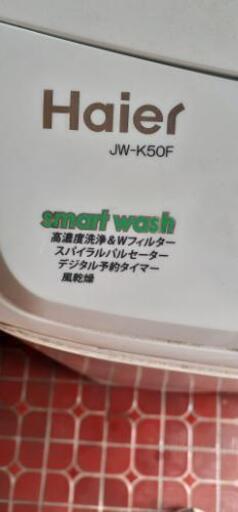 Haier
JW-K50F
smart wash
高濃度洗浄&Wフィルター
スパイラルパルセーター
デジタル予約タイマー
風乾燥